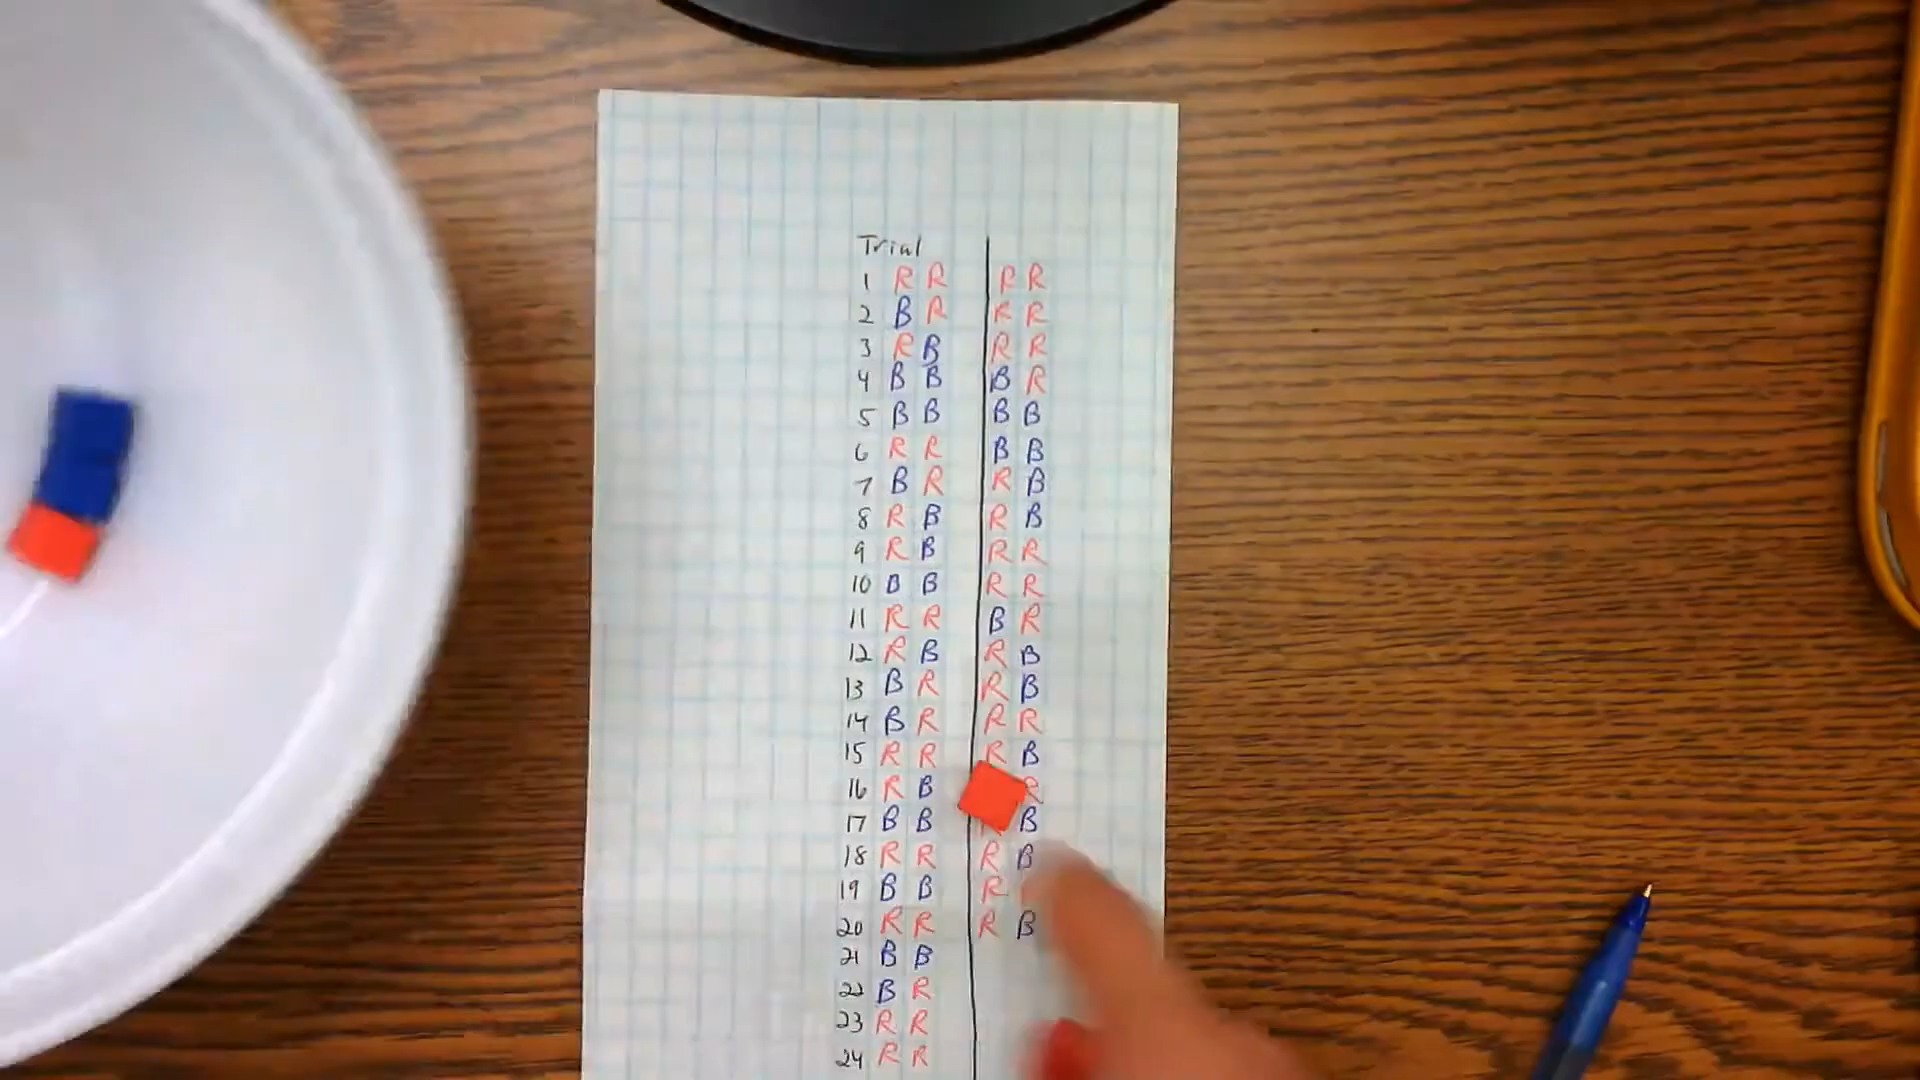 Trial
1 R R R R
2 B R R R
3 R B R R
4 B B B R
5 B B B B
6 R R B B
7 B R R B
8 R B R B
9 R B R R
10 B B R R
11 R R B R
12 R B R B
13 B R R B
14 B R R R
15 R R R B
16 R B R
17 B B B
18 R R R B
19 B B R
20 R R R B
21 B B
22 B R
23 R R
24 R R